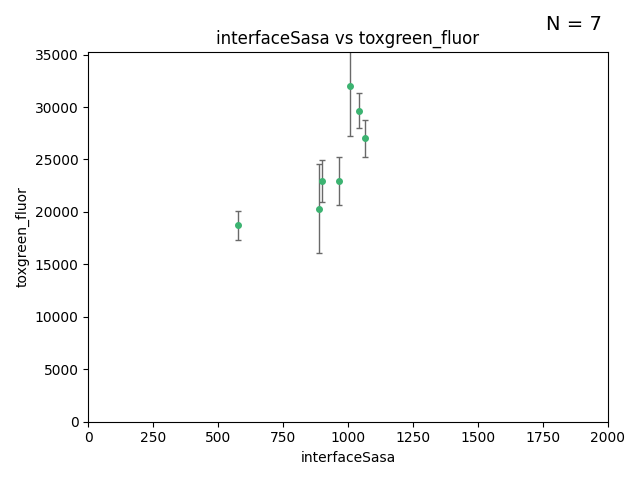 N = 7
interfaceSasa vs toxgreen_fluor
35000
30000
25000
20000
15000
10000
5000
0
toxgreen_fluor
0 250 500 750 1000 1250 1500 1750 2000
interfaceSasa